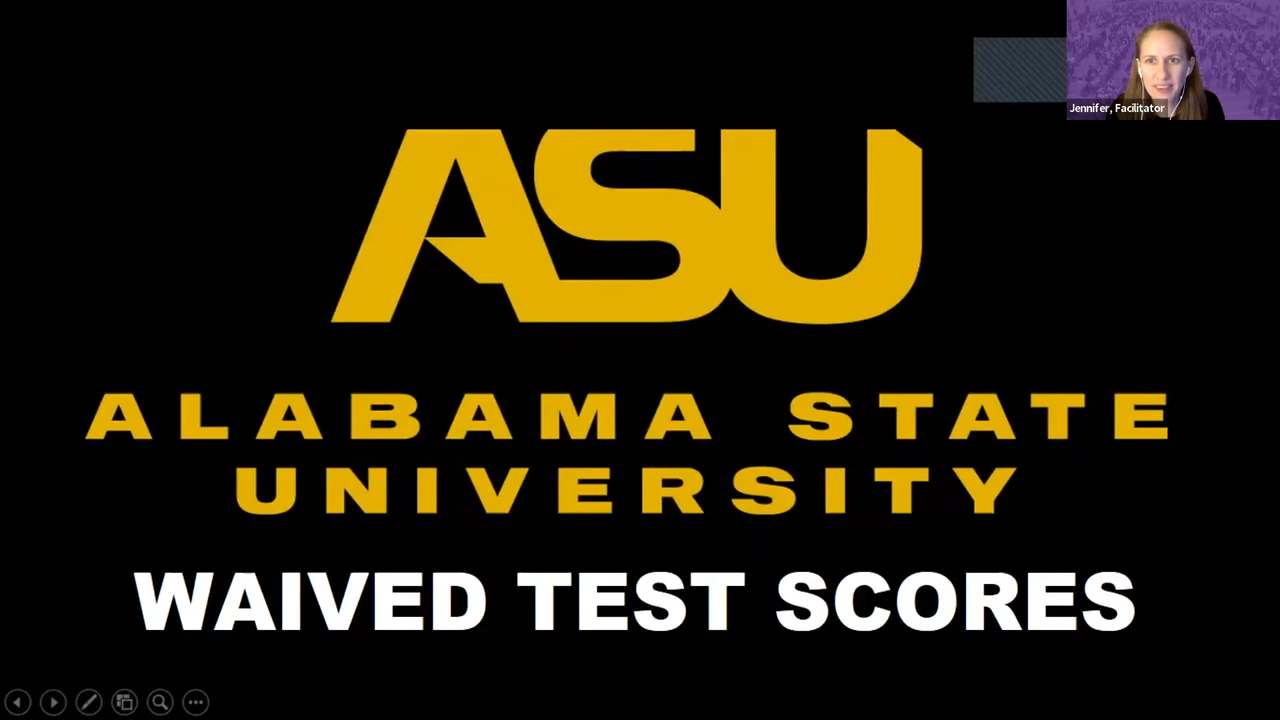 Jennifer, Facilitator
ASU
ALABAMA STATE
UNIVERSITY
WAIVED TEST SCORES